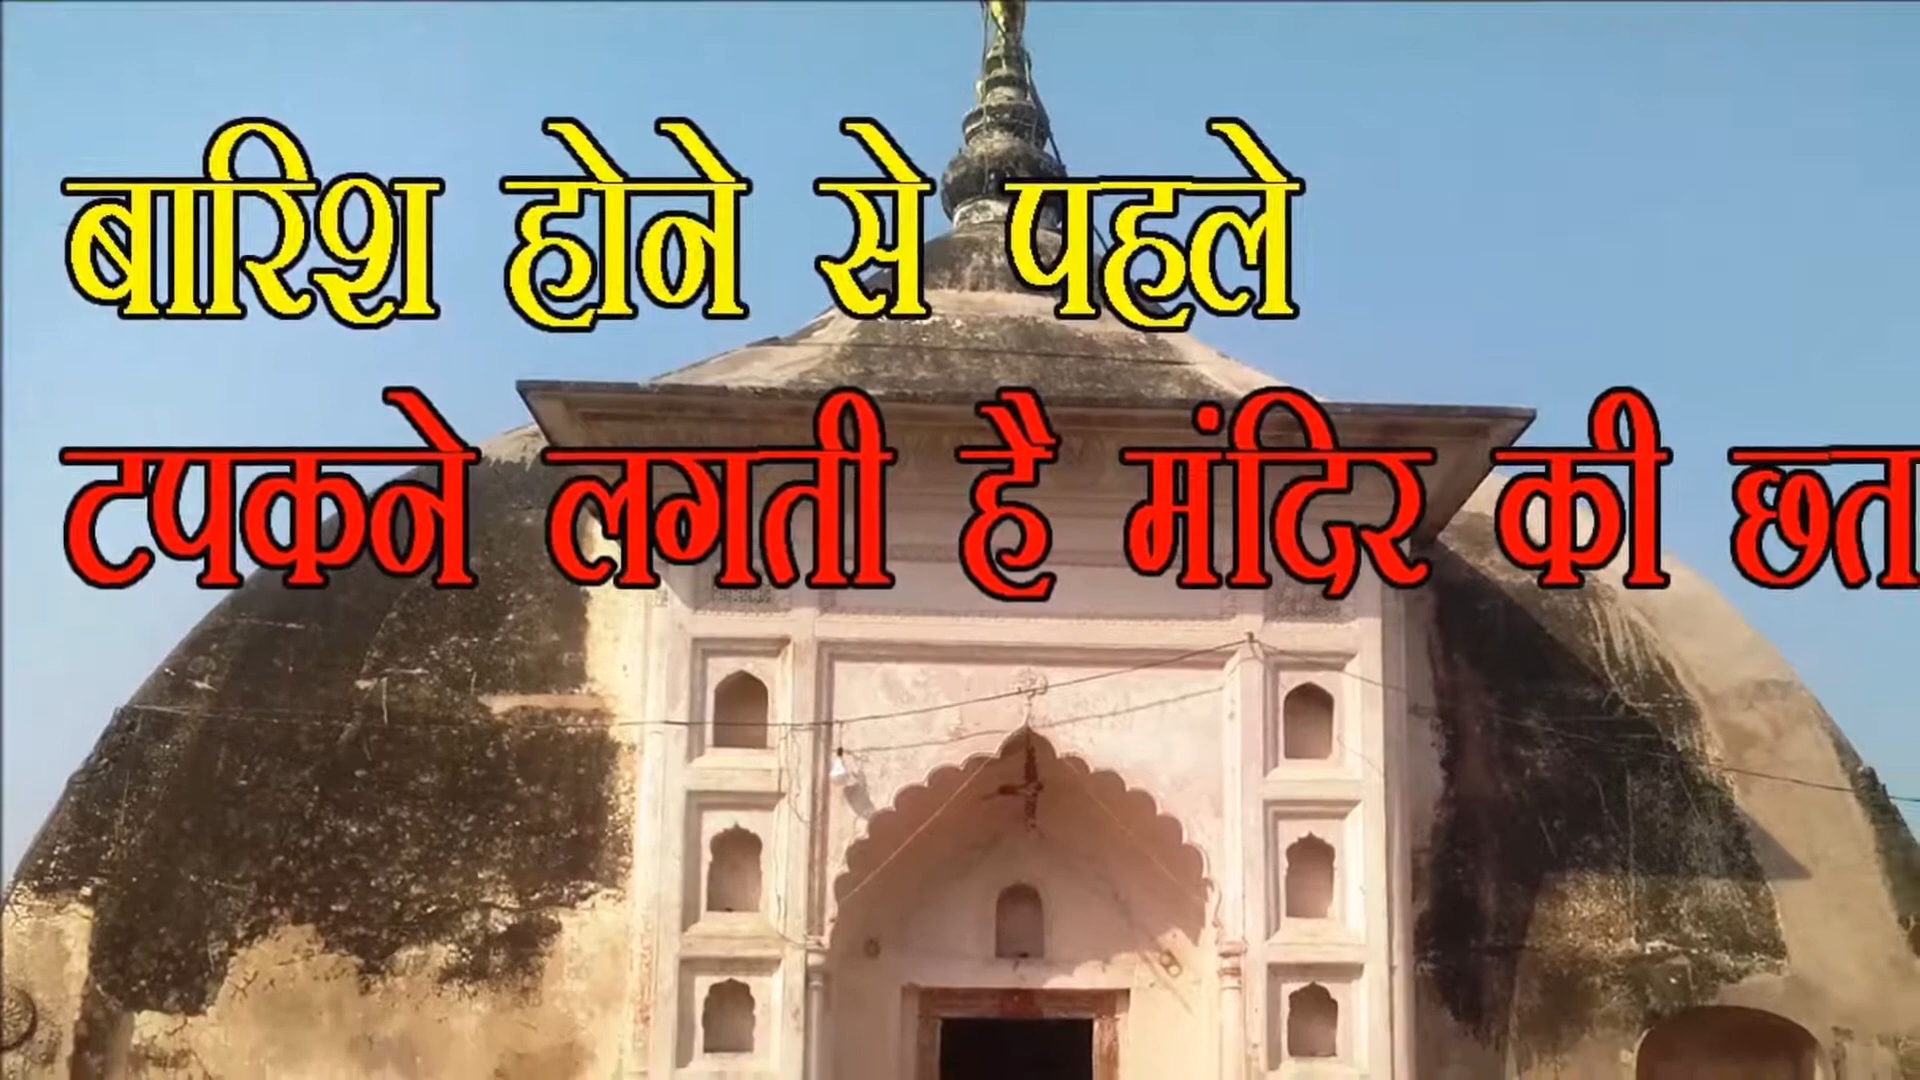 बारिश होने से पहले
टपकने लगती है मंदिर की छत